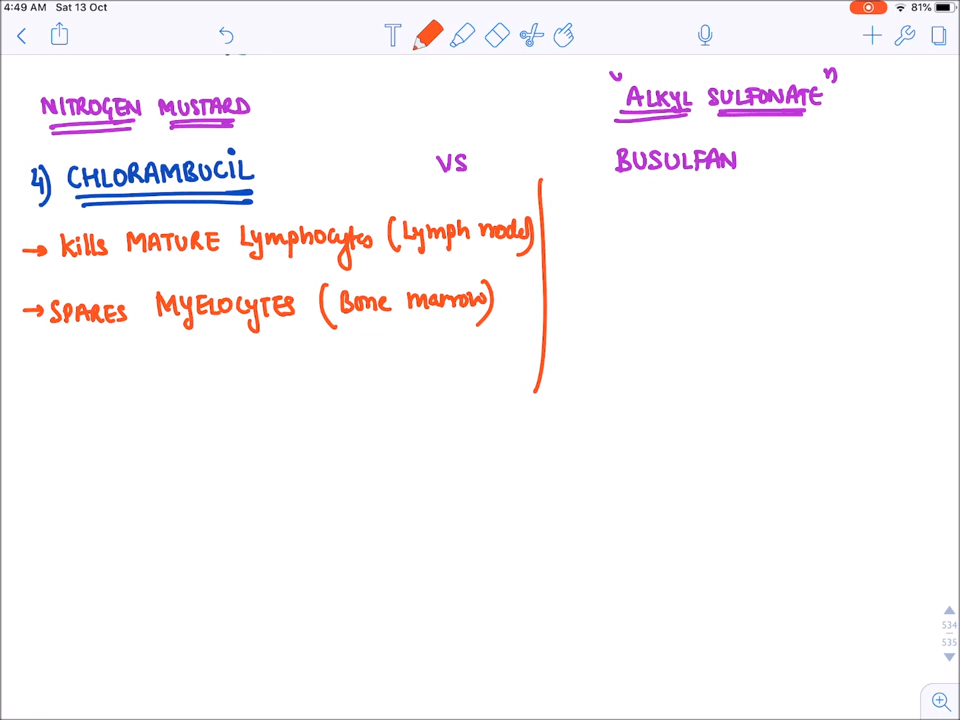 4:49 AM Sat 13 Oct
81%
T
NITROGEN MUSTARD
"ALKYL SULFONATE"
4) CHLORAMBUCIL
VS
BUSULFAN
→ Kills MATURE Lymphocytes (Lymph node)
→ SPARES MYELOCYTES (Bone marrow)
534
535